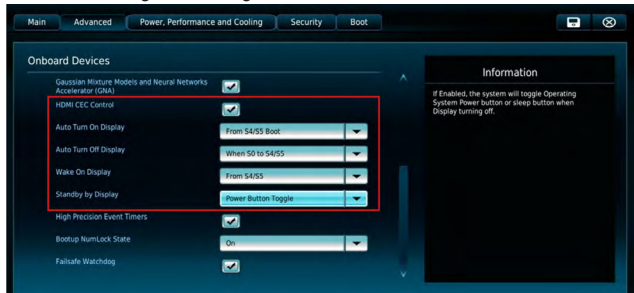 Main Advanced Power, Performance and Cooling Security Boot
Onboard Devices
Gaussian Mixture Models and Neural Networks
Accelerator (GNA)
HDMI CEC Control
Auto Turn On Display From S4/S5 Boot
Auto Turn Off Display When S0 to S4/S5
Wake On Display From S4/S5
Standby by Display Power Button Toggle
High Precision Event Timers
Bootup NumLock State On
Failsafe Watchdog
Information
If Enabled, the system will toggle Operating
System Power button or sleep button when
Display turning off.